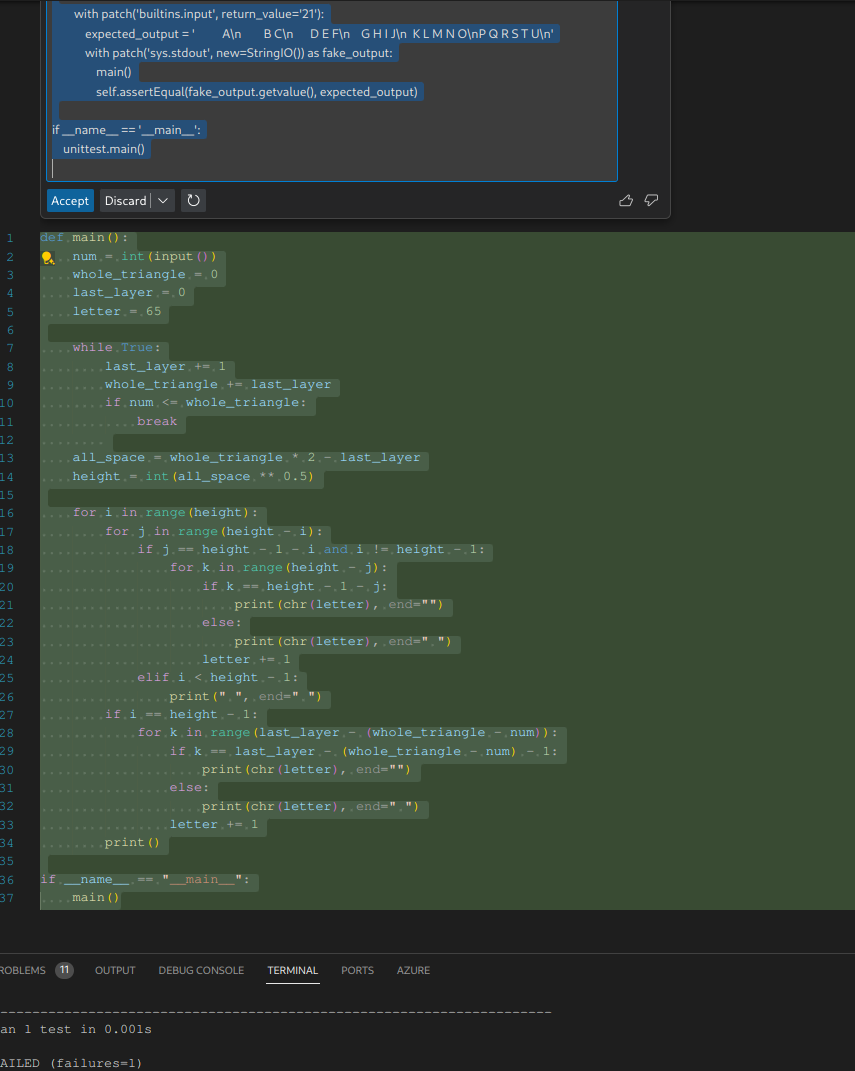 with patch('builtins.input', return_value='21'):
expected_output = '        A\n       B C\n      D E F\n    G H I J\n  K L M N O\nP Q R S T U\n'
with patch('sys.stdout', new=StringIO()) as fake_output:
main()
self.assertEqual(fake_output.getvalue(), expected_output)
if __name__ == '__main__':
unittest.main()
Accept Discard
1 def main():
2     num = int(input())
3     whole_triangle = 0
4     last_layer = 0
5     letter = 65
6
7     while True:
8         last_layer += 1
9         whole_triangle += last_layer
10         if num <= whole_triangle:
11             break
12
13     all_space = whole_triangle * 2 - last_layer
14     height = int(all_space ** 0.5)
15
16     for i in range(height):
17         for j in range(height - i):
18             if j == height - 1 - i and i != height - 1:
19                 for k in range(height - j):
20                     if k == height - 1 - j:
21                         print(chr(letter), end="")
22                     else:
23                         print(chr(letter), end=" ")
24                     letter += 1
25             elif i < height - 1:
26                 print(" ", end=" ")
27         if i == height - 1:
28             for k in range(last_layer - (whole_triangle - num)):
29                 if k == last_layer - (whole_triangle - num) - 1:
30                     print(chr(letter), end="")
31                 else:
32                     print(chr(letter), end=" ")
33                 letter += 1
34         print()
35
36 if __name__ == "__main__":
37     main()
ROBLEMS 11 OUTPUT DEBUG CONSOLE TERMINAL PORTS AZURE
----------------------------------------------------------------------
an 1 test in 0.001s
AILED (failures=1)